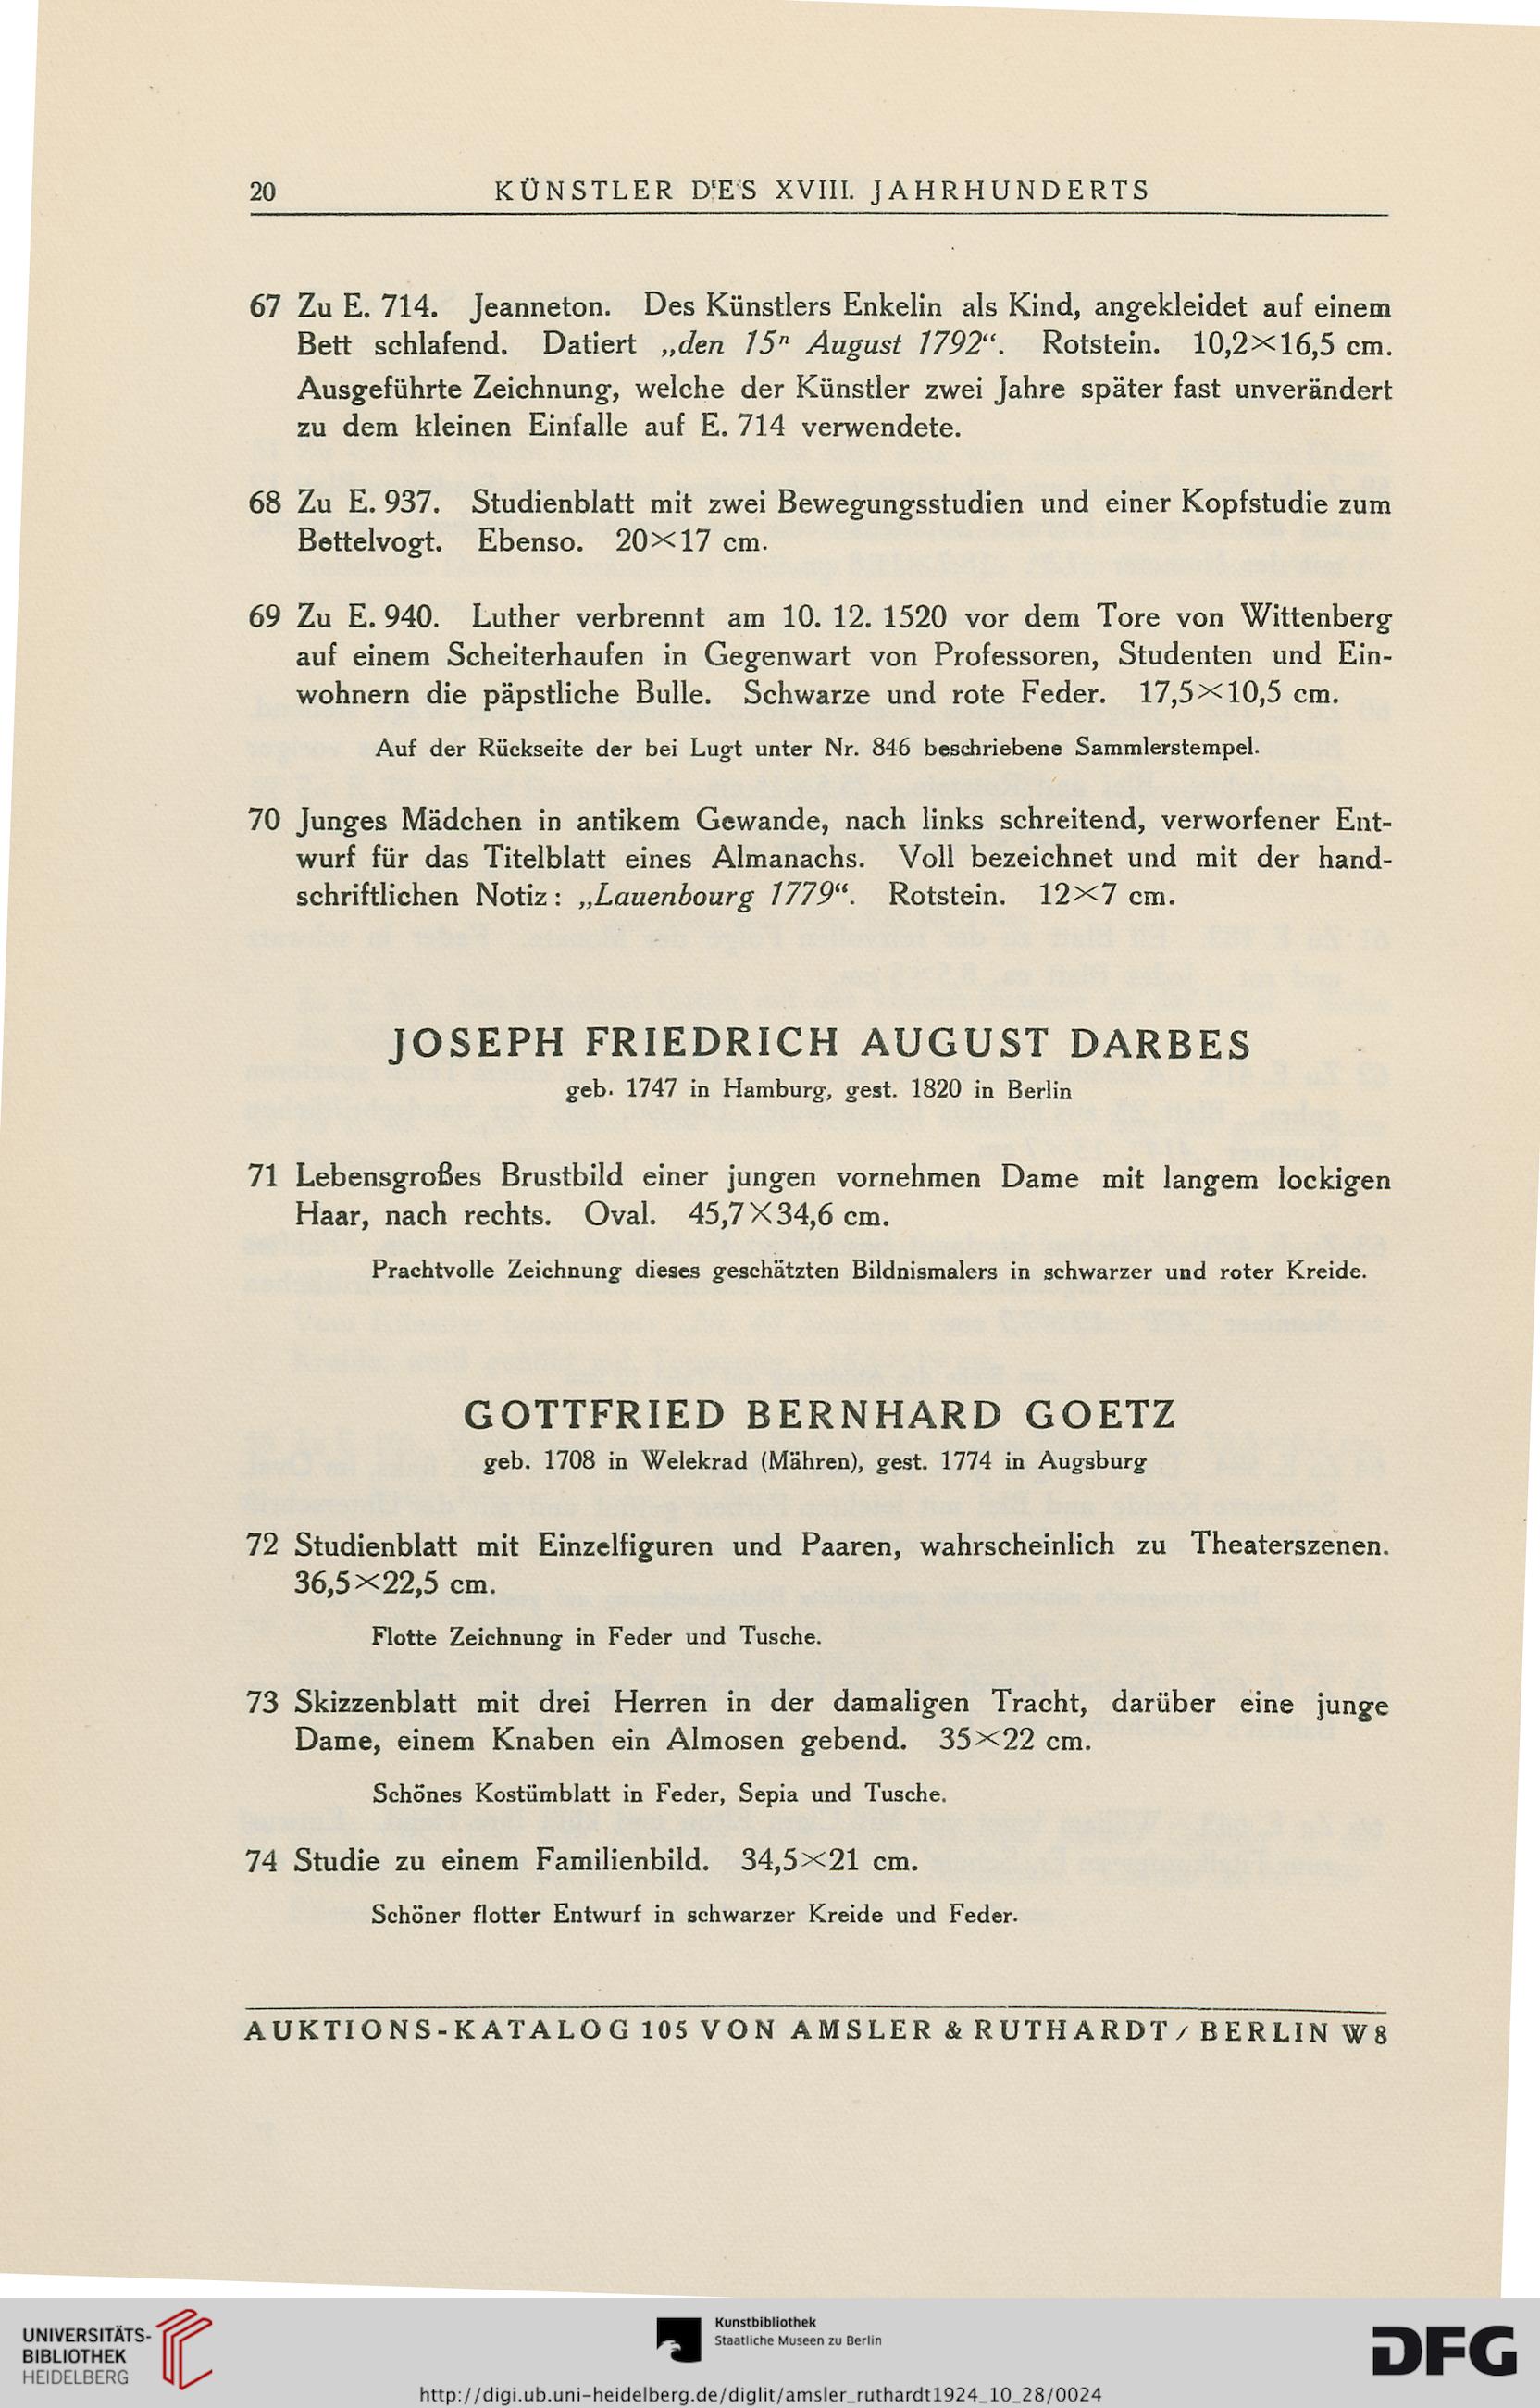 20 KÜNSTLER DES XVIII. JAHRHUNDERTS
67 Zu E. 714. Jeanneton. Des Künstlers Enkelin als Kind, angekleidet auf einem
Bett schlafend. Datiert „den 15ⁿ August 1792“. Rotstein. 10,2×16,5 cm.
Ausgeführte Zeichnung, welche der Künstler zwei Jahre später fast unverändert
zu dem kleinen Einfalle auf E. 714 verwendete.
68 Zu E. 937. Studienblatt mit zwei Bewegungsstudien und einer Kopfstudie zum
Bettelvogt. Ebenso. 20×17 cm.
69 Zu E. 940. Luther verbrennt am 10. 12. 1520 vor dem Tore von Wittenberg
auf einem Scheiterhaufen in Gegenwart von Professoren, Studenten und Ein-
wohnern die päpstliche Bulle. Schwarze und rote Feder. 17,5×10,5 cm.
Auf der Rückseite der bei Lugt unter Nr. 846 beschriebene Sammlerstempel.
70 Junges Mädchen in antikem Gewande, nach links schreitend, verworfener Ent-
wurf für das Titelblatt eines Almanachs. Voll bezeichnet und mit der hand-
schriftlichen Notiz: „Lauenbourg 1779“. Rotstein. 12×7 cm.
JOSEPH FRIEDRICH AUGUST DARBES
geb. 1747 in Hamburg, gest. 1820 in Berlin
71 Lebensgroßes Brustbild einer jungen vornehmen Dame mit langem lockigen
Haar, nach rechts. Oval. 45,7×34,6 cm.
Prachtvolle Zeichnung dieses geschätzten Bildnismalers in schwarzer und roter Kreide.
GOTTFRIED BERNHARD GOETZ
geb. 1708 in Welekrad (Mähren), gest. 1774 in Augsburg
72 Studienblatt mit Einzelfiguren und Paaren, wahrscheinlich zu Theaterszenen.
36,5×22,5 cm.
Flotte Zeichnung in Feder und Tusche.
73 Skizzenblatt mit drei Herren in der damaligen Tracht, darüber eine junge
Dame, einem Knaben ein Almosen gebend. 35×22 cm.
Schönes Kostümblatt in Feder, Sepia und Tusche.
74 Studie zu einem Familienbild. 34,5×21 cm.
Schöner flotter Entwurf in schwarzer Kreide und Feder.
AUKTIONS-KATALOG 105 VON AMSLER & RUTHARDT / BERLIN W 8
UNIVERSITÄTS-
BIBLIOTHEK
HEIDELBERG
Kunstbibliothek
Staatliche Museen zu Berlin
DFG
http://digi.ub.uni-heidelberg.de/diglit/amsler_ruthardt1924_10_28/0024